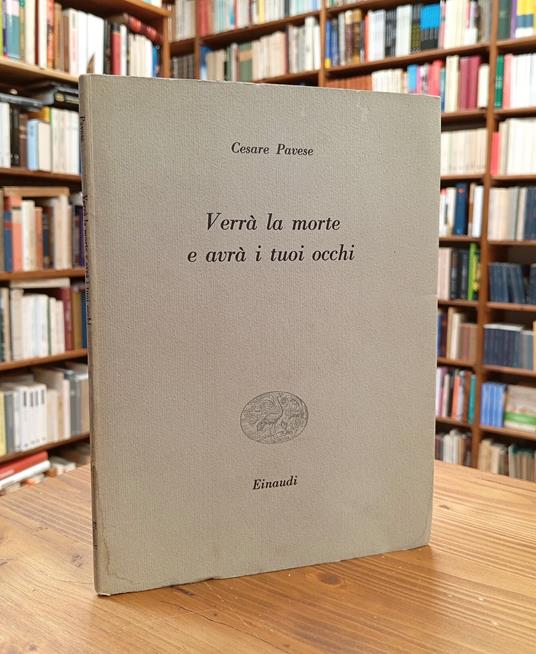 Cesare Pavese
Verrà la morte
e avrà i tuoi occhi
Einaudi